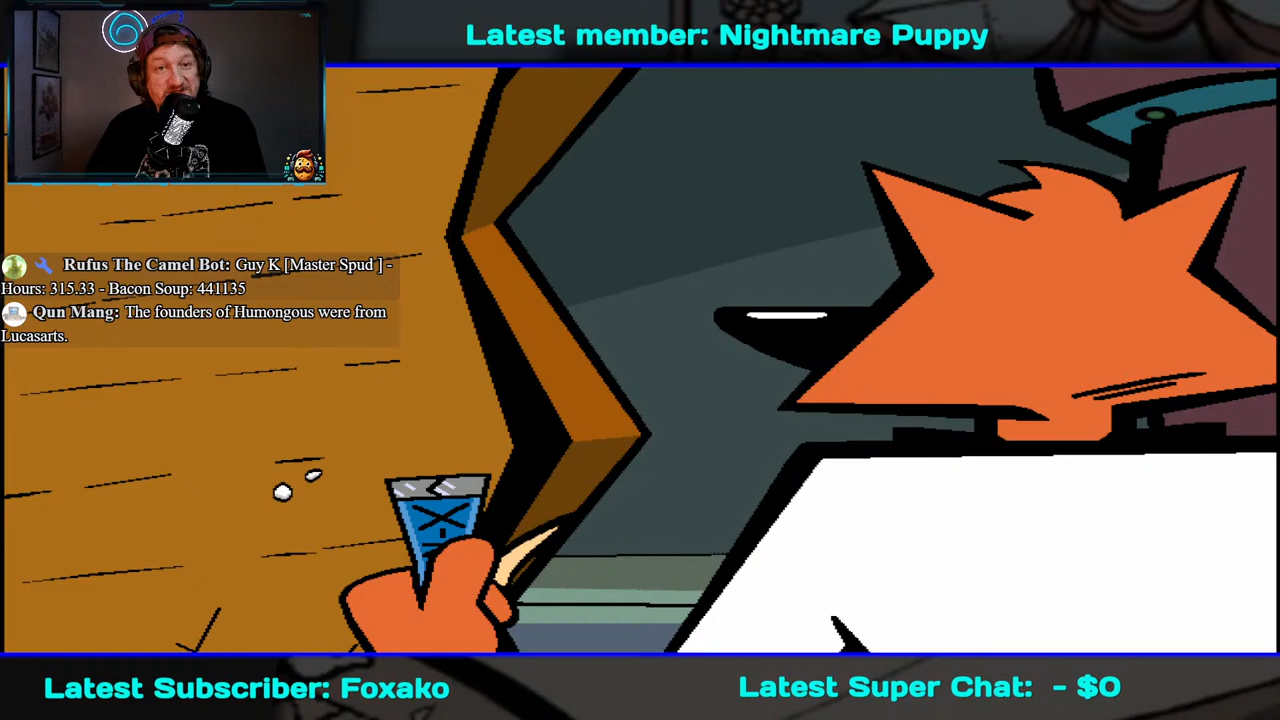 Latest member: Nightmare Puppy
Rufus The Camel Bot: Guy K [Master Spud ] -
Hours: 315.33 - Bacon Soup: 441135
Qun Mang: The founders of Humongous were from
Lucasarts.
Latest Subscriber: Foxako
Latest Super Chat:  - $0